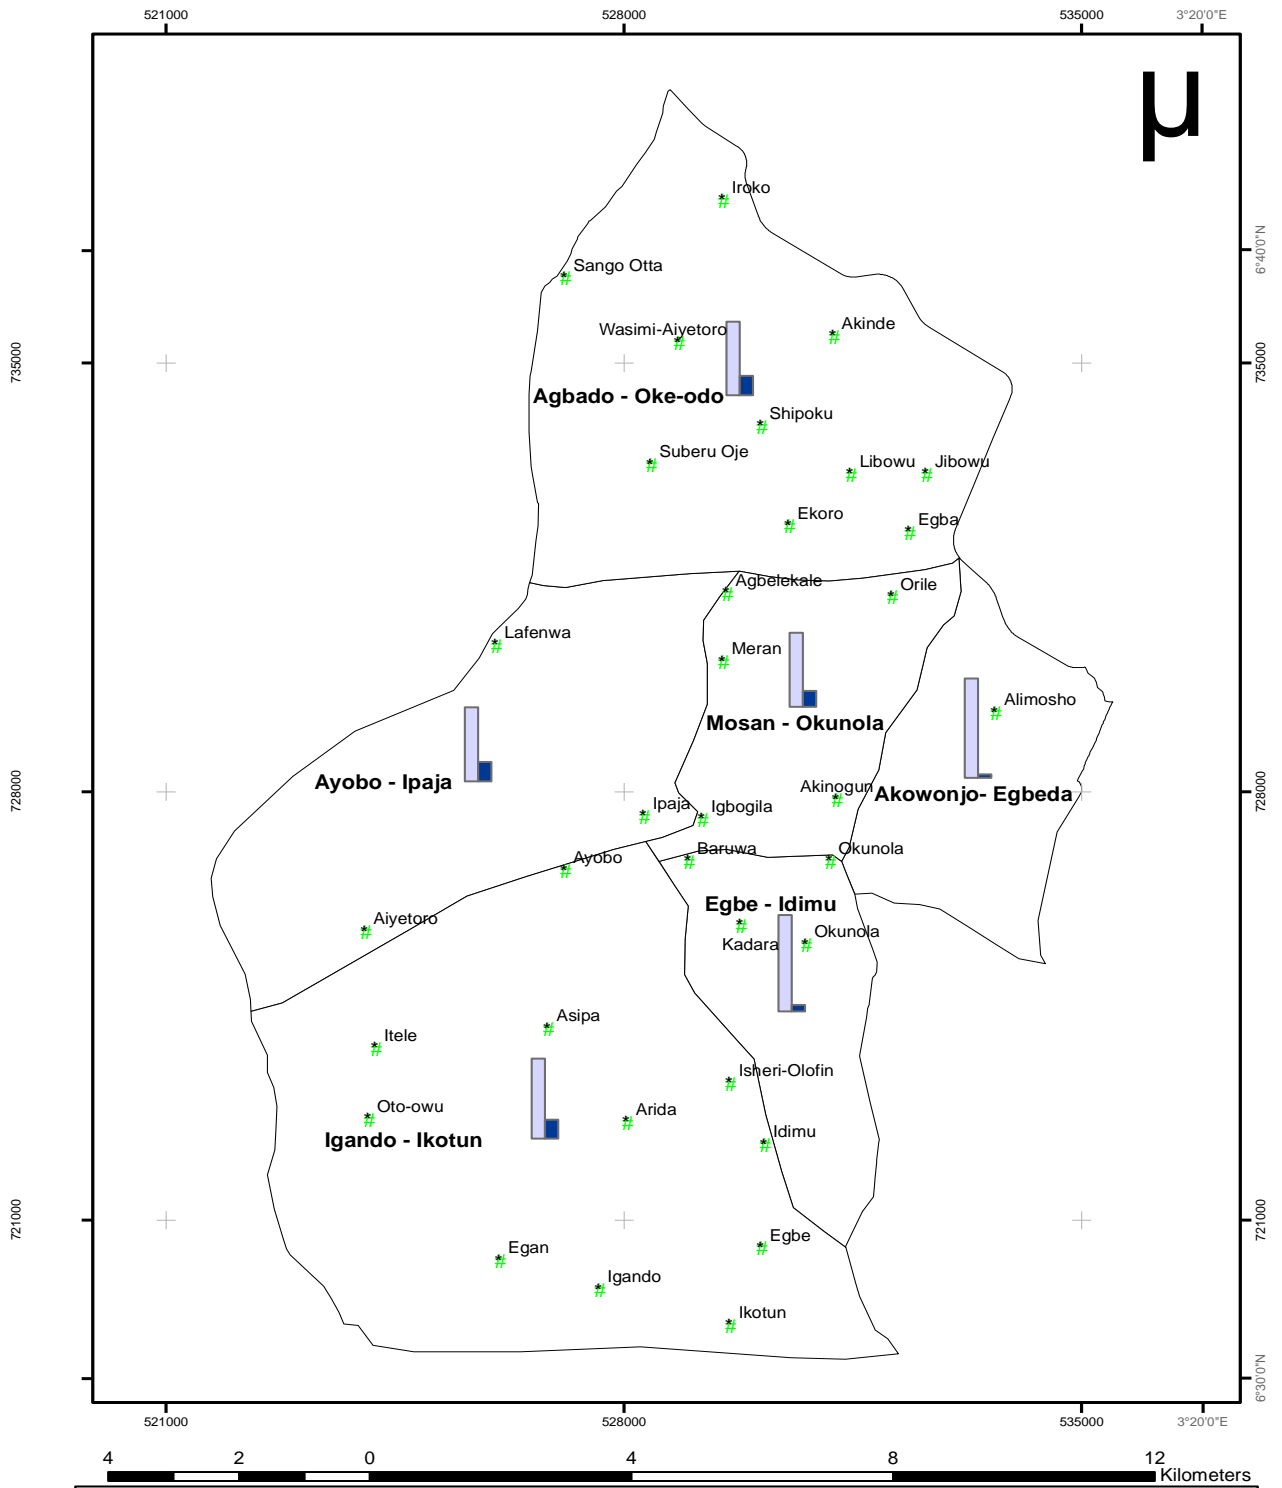 521000 528000 535000 3°20'0"E
µ
Iroko
6°40'0"N
Sango Otta
Wasimi-Aiyetoro
Akinde
735000 735000
Agbado - Oke-odo
Shipoku
Suberu Oje
Libowu
Jibowu
Ekoro
Egba
Agbelekale
Orile
Lafenwa
Meran
Alimosho
Mosan - Okunola
Ayobo - Ipaja
728000 728000
Akinogun
Akowonjo- Egbeda
Ipaja
Igbogila
Baruwa
Okunola
Ayobo
Egbe - Idimu
Aiyetoro
Kadara
Okunola
Asipa
Itele
Isheri-Olofin
Oto-owu
Arida
Idimu
Igando - Ikotun
721000 721000
Egbe
Egan
Igando
Ikotun
6°30'0"N
521000 528000 535000 3°20'0"E
4 2 0 4 8 12
Kilometers